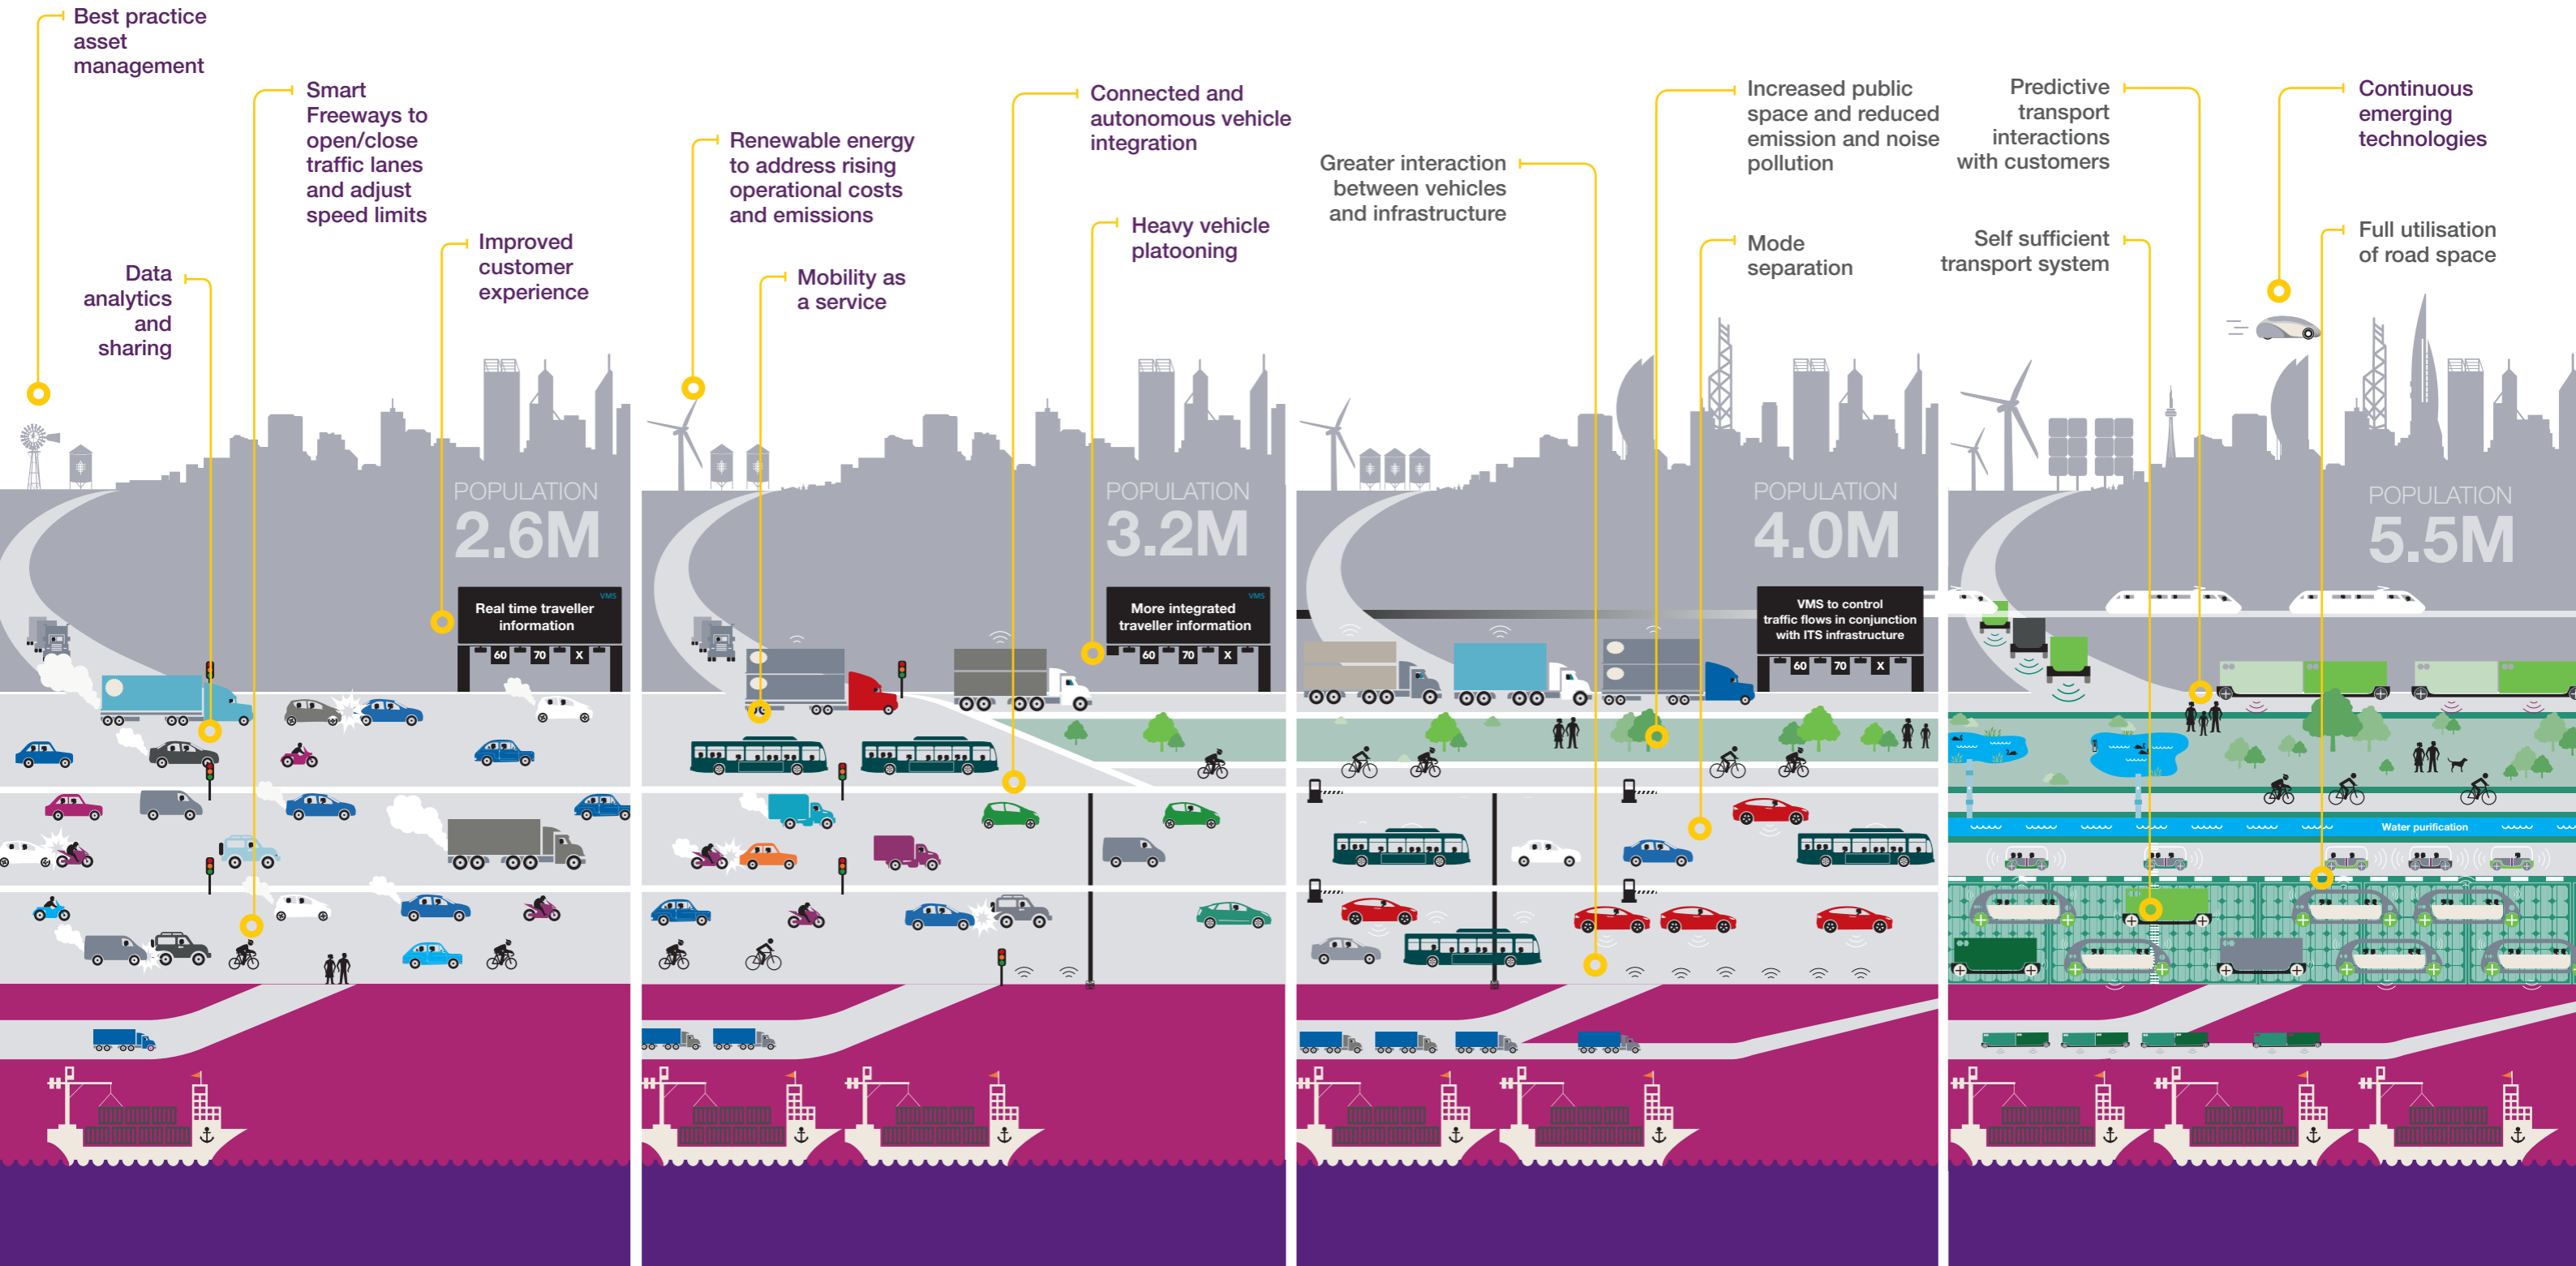 Best practice
asset
management
Smart
Freeways to
open/close
traffic lanes
and adjust
speed limits
Data
analytics
and
sharing
Improved
customer
experience
POPULATION
2.6M
VMS
Real time traveller
information
60 70 X
Renewable energy
to address rising
operational costs
and emissions
Mobility as
a service
Connected and
autonomous vehicle
integration
Heavy vehicle
platooning
POPULATION
3.2M
VMS
More integrated
traveller information
60 70 X
Greater interaction
between vehicles
and infrastructure
Increased public
space and reduced
emission and noise
pollution
Mode
separation
POPULATION
4.0M
VMS to control
traffic flows in conjunction
with ITS infrastructure
60 70 X
Predictive
transport
interactions
with customers
Self sufficient
transport system
Continuous
emerging
technologies
Full utilisation
of road space
POPULATION
5.5M
Water purification